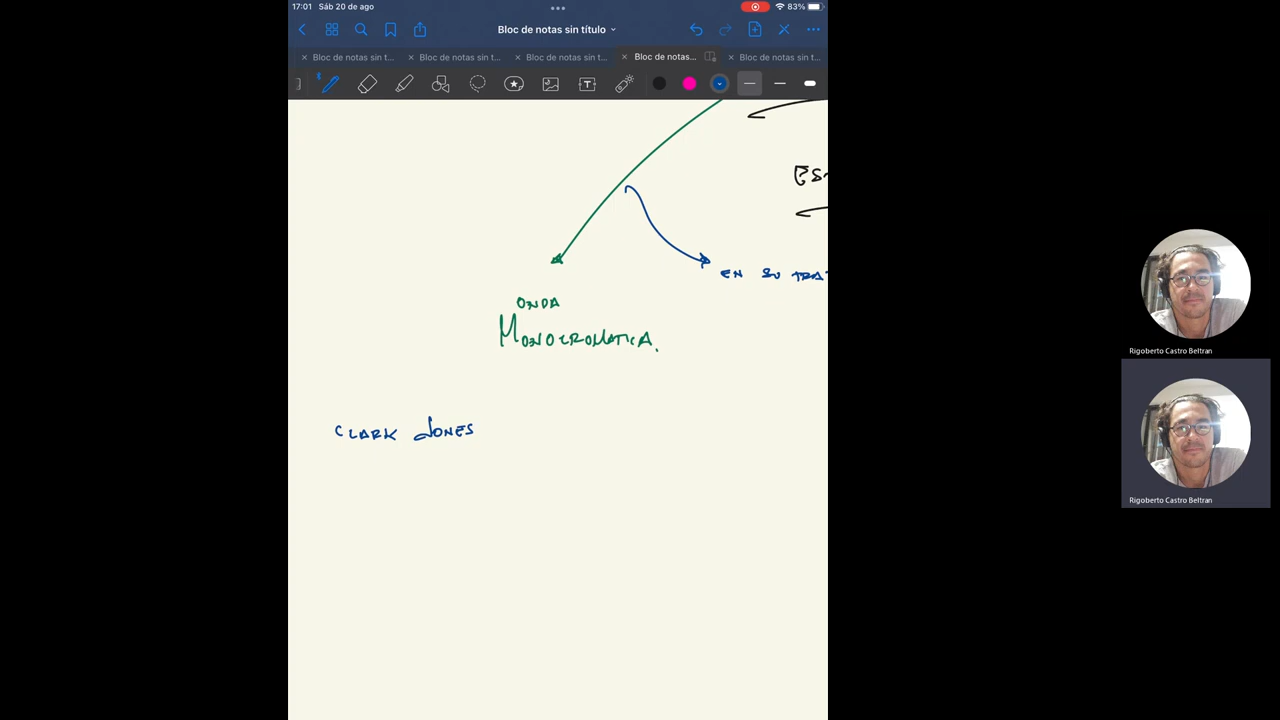 17:01 Sáb 20 de ago 83%
Bloc de notas sin título
Bloc de notas sin t... Bloc de notas sin t... Bloc de notas sin t... Bloc de notas... Bloc de notas sin t...
EN SU
ONDA
MONOCROMATICA.
CLARK JONES
Rigoberto Castro Beltran
Rigoberto Castro Beltran